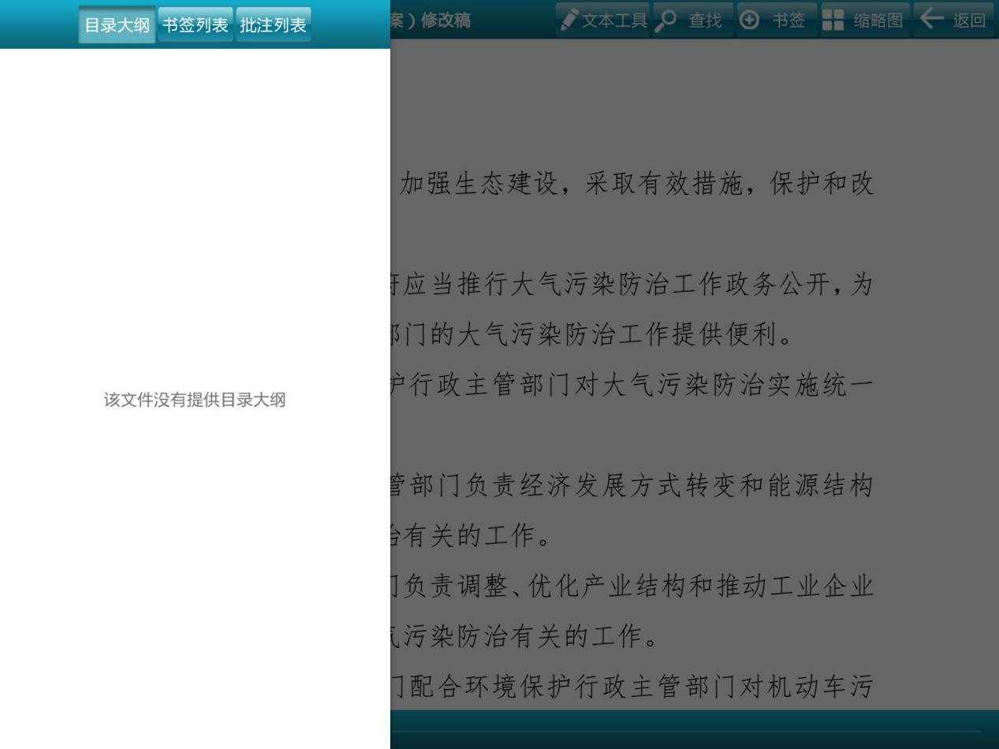 目录大纲 书签列表 批注列表
案）修改稿 文本工具 查找 书签 缩略图 返回
该文件没有提供目录大纲
加强生态建设，采取有效措施，保护和改
应当推行大气污染防治工作政务公开，为
部门的大气污染防治工作提供便利。
护行政主管部门对大气污染防治实施统一
管部门负责经济发展方式转变和能源结构
治有关的工作。
门负责调整、优化产业结构和推动工业企业
气污染防治有关的工作。
门配合环境保护行政主管部门对机动车污